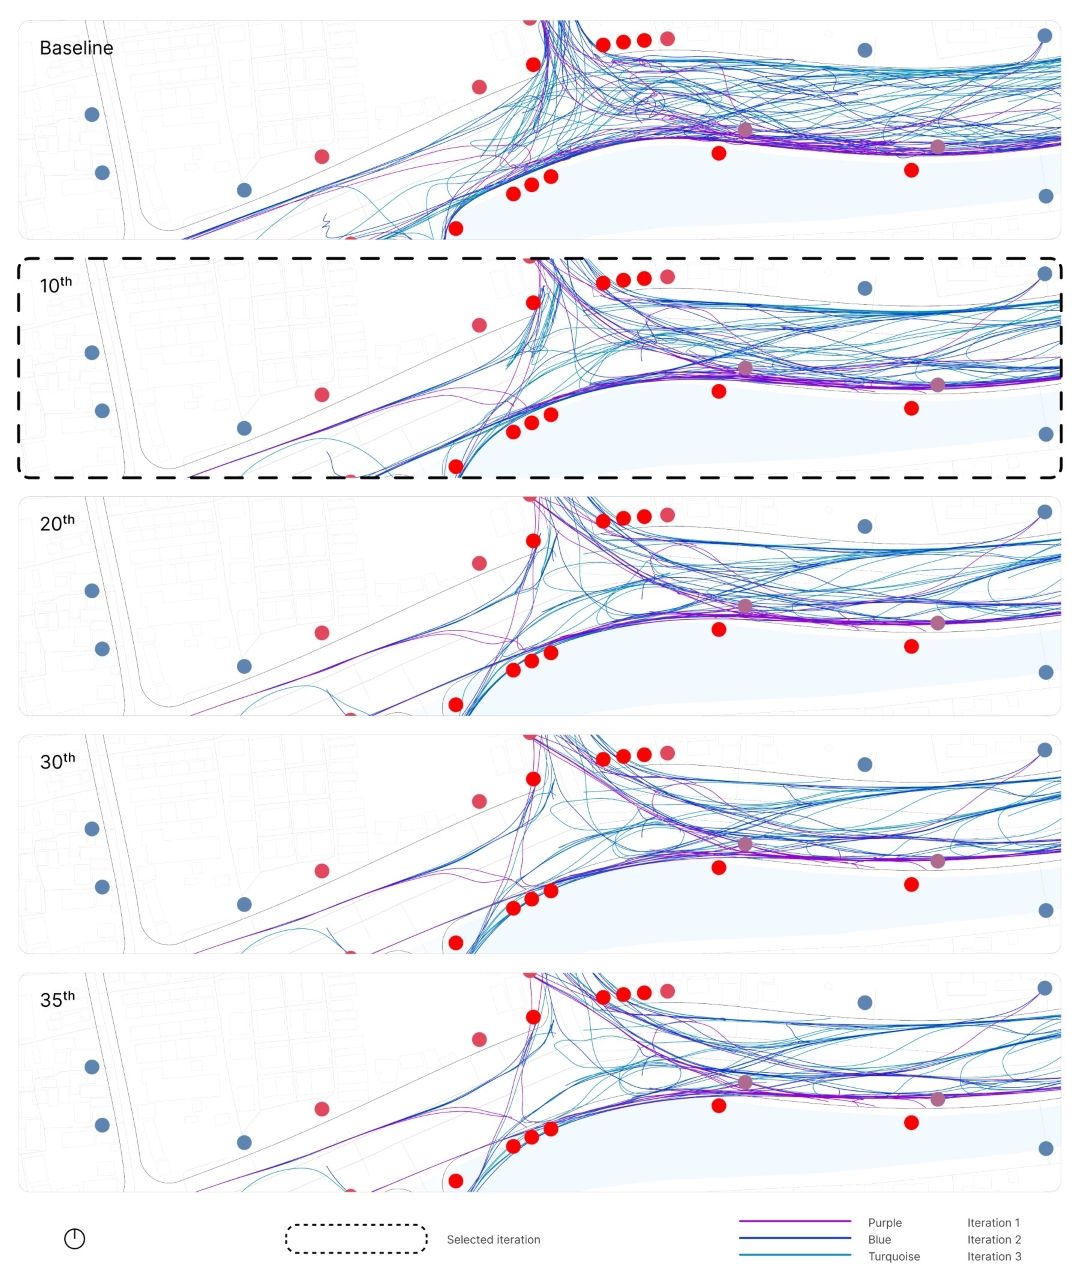 Baseline
10th
20th
30th
35th
Selected iteration
Purple Iteration 1
Blue Iteration 2
Turquoise Iteration 3